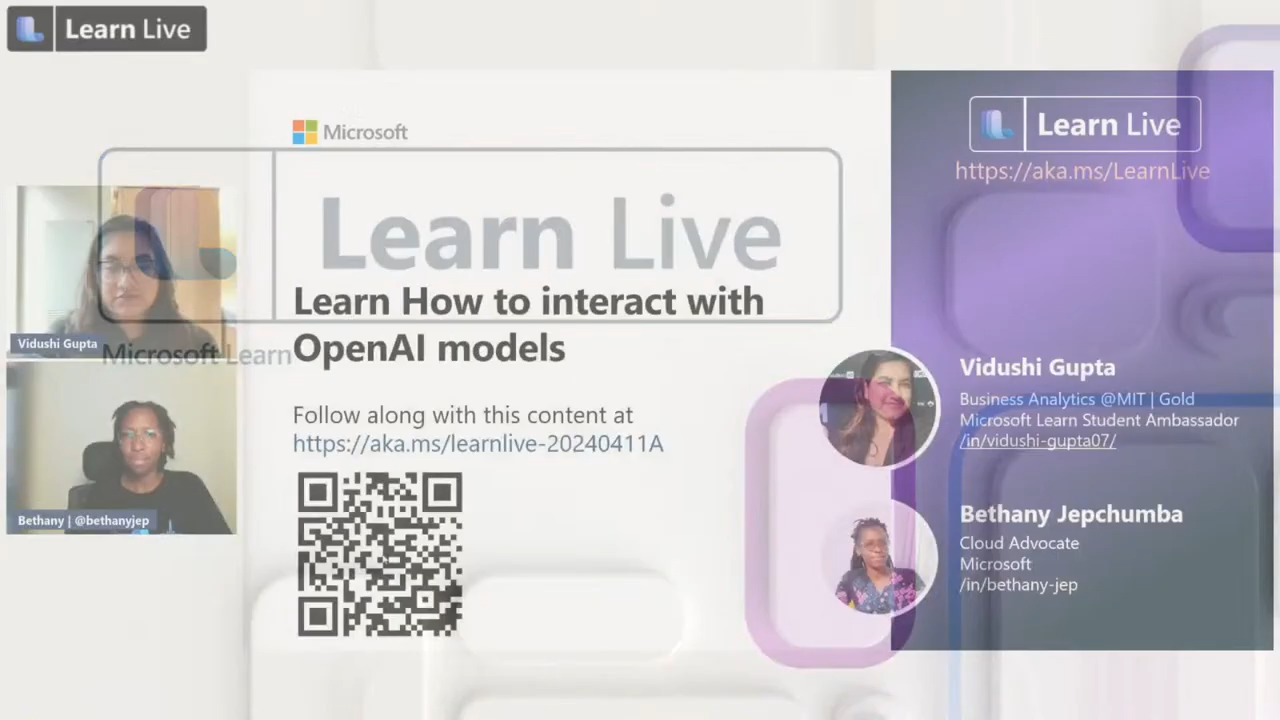 Learn Live
Microsoft
Learn Live
Microsoft Learn
Learn How to interact with
OpenAI models
Follow along with this content at
https://aka.ms/learnlive-20240411A
Vidushi Gupta
Bethany | @bethanyjep
Learn Live
https://aka.ms/LearnLive
Vidushi Gupta
Business Analytics @MIT | Gold
Microsoft Learn Student Ambassador
/in/vidushi-gupta07/
Bethany Jepchumba
Cloud Advocate
Microsoft
/in/bethany-jep